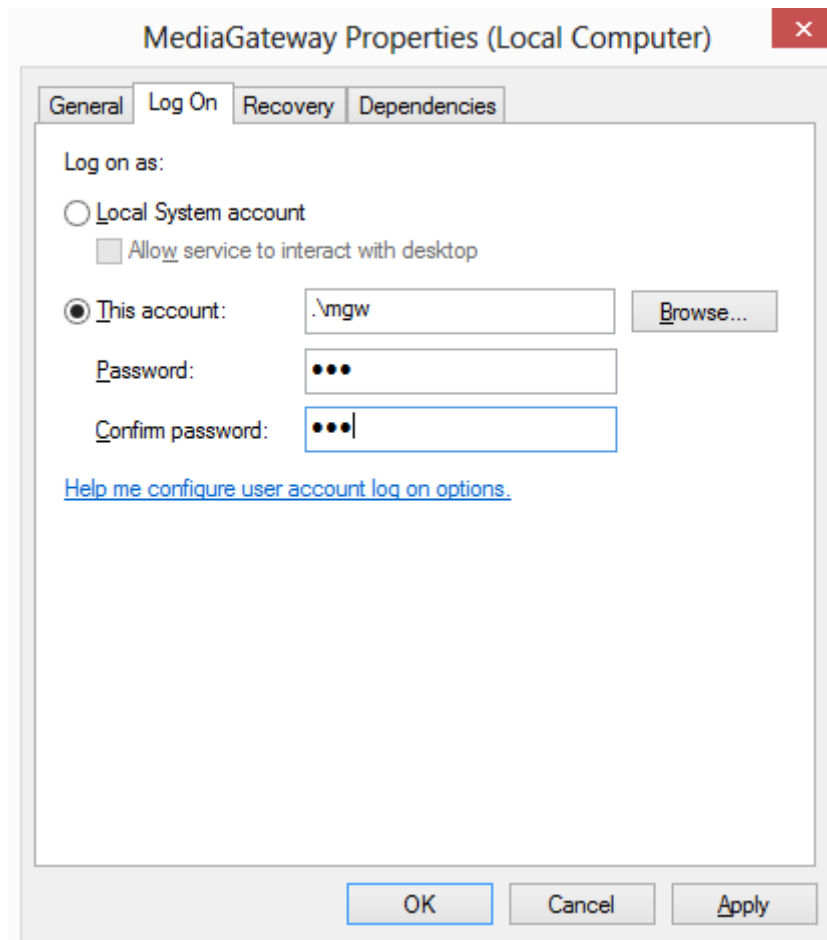 MediaGateway Properties (Local Computer)
General Log On Recovery Dependencies
Log on as:
Local System account
Allow service to interact with desktop
This account: .\mgw Browse...
Password: •••
Confirm password: •••
Help me configure user account log on options.
OK Cancel Apply